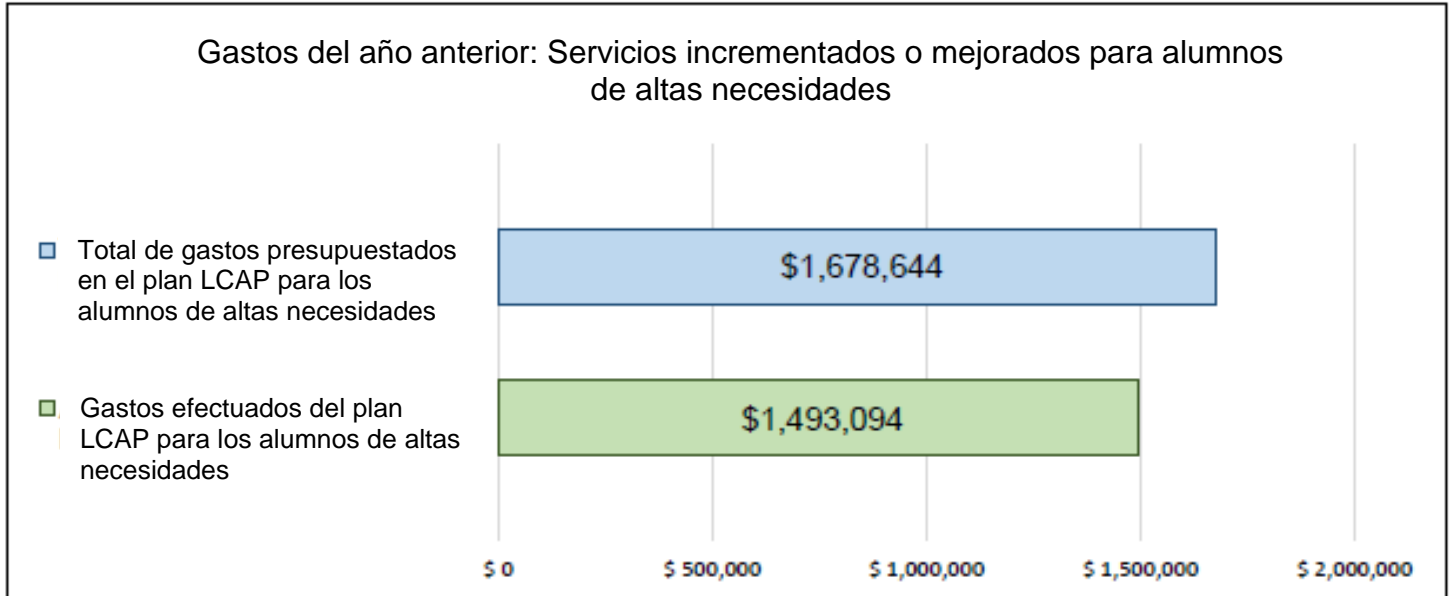 Gastos del año anterior: Servicios incrementados o mejorados para alumnos
de altas necesidades
Total de gastos presupuestados
en el plan LCAP para los
alumnos de altas necesidades
$1,678,644
Gastos efectuados del plan
LCAP para los alumnos de altas
necesidades
$1,493,094
$ 0 $ 500,000 $ 1,000,000 $ 1,500,000 $ 2,000,000